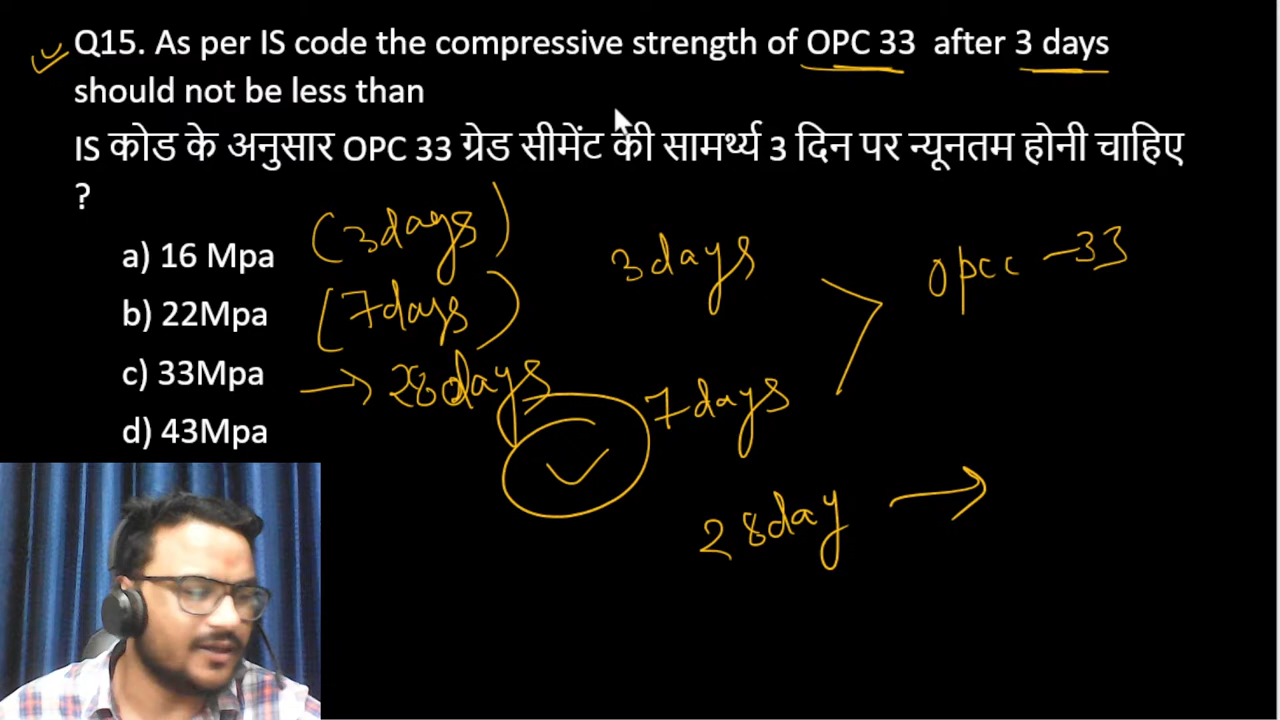 Q15. As per IS code the compressive strength of OPC 33 after 3 days
should not be less than
IS कोड के अनुसार OPC 33 ग्रेड सीमेंट की सामर्थ्य 3 दिन पर न्यूनतम होनी चाहिए
?
a) 16 Mpa (3days)
b) 22Mpa (7days)
c) 33Mpa → 28days
d) 43Mpa
3days
opcc - 33
7days
28day →